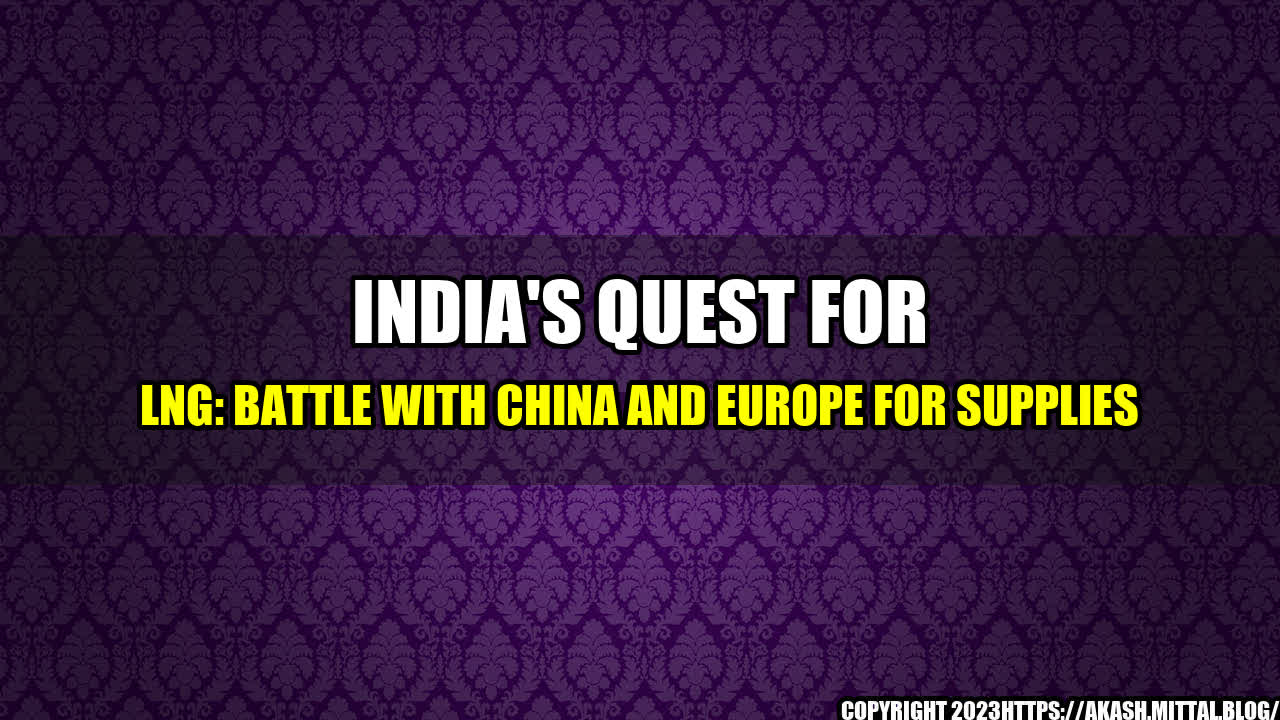 INDIA'S QUEST FOR
LNG: BATTLE WITH CHINA AND EUROPE FOR SUPPLIES
COPYRIGHT 2023HTTPS://AKASH.MITTAL.BLOG/